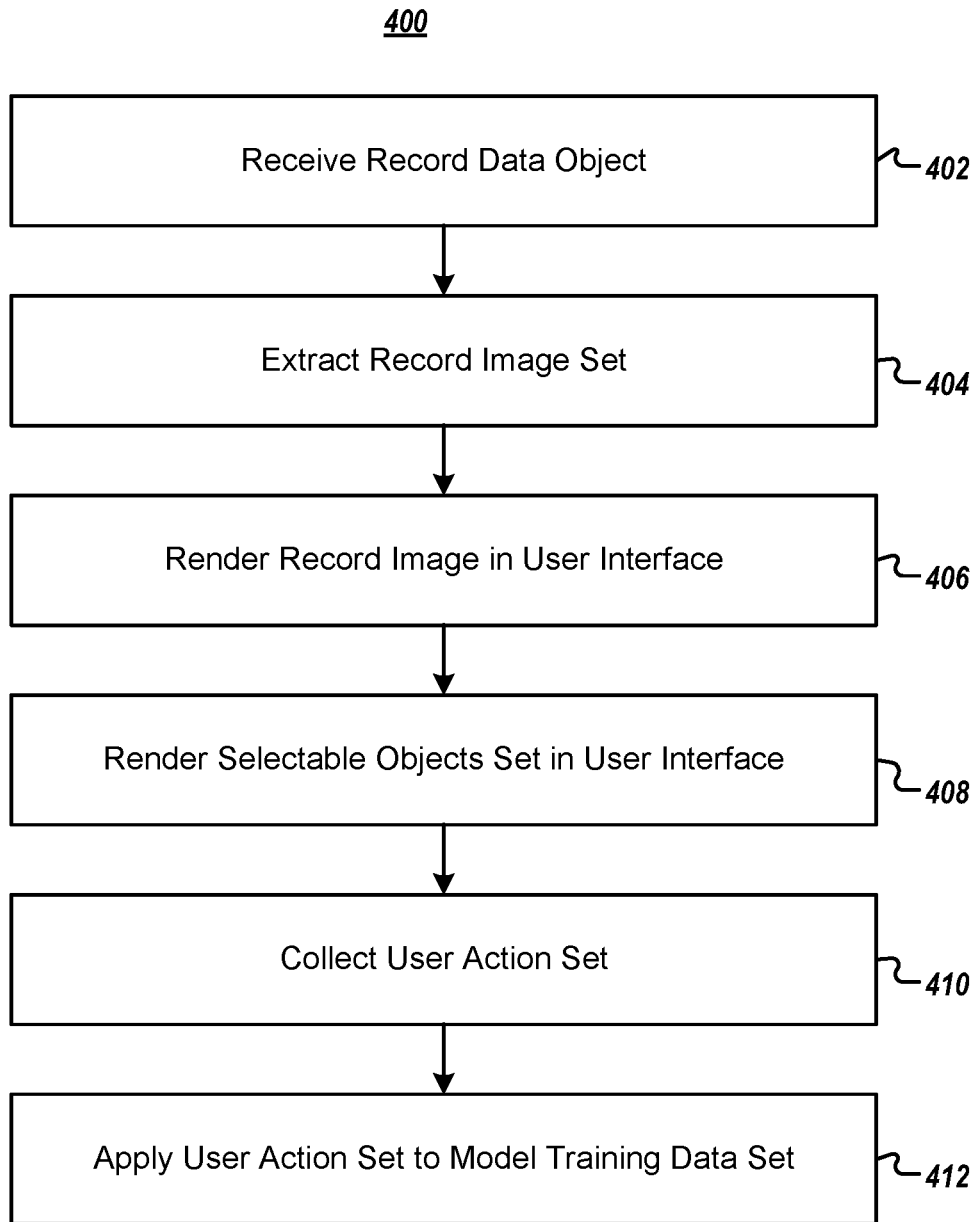 400
Receive Record Data Object
402
Extract Record Image Set
404
Render Record Image in User Interface
406
Render Selectable Objects Set in User Interface
408
Collect User Action Set
410
Apply User Action Set to Model Training Data Set
412